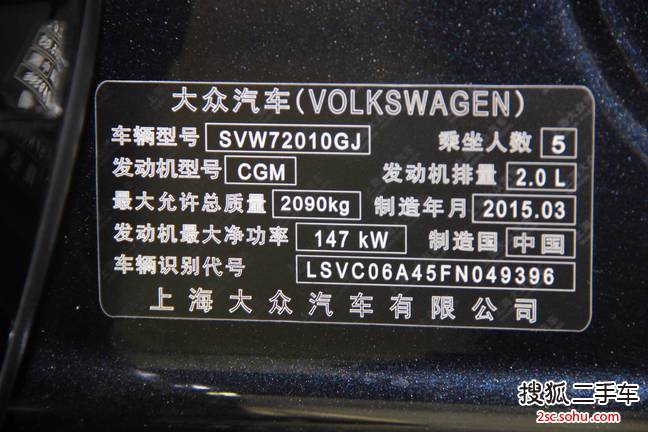 大众汽车(VOLKSWAGEN)
车辆型号 SVW72010GJ 乘坐人数 5
发动机型号 CGM 发动机排量 2.0 L
最大允许总质量 2090kg 制造年月 2015.03
发动机最大净功率 147 kW 制造国 中国
车辆识别代号 LSVC06A45FN049396
上海大众汽车有限公司
搜狐二手车
2sc.sohu.com